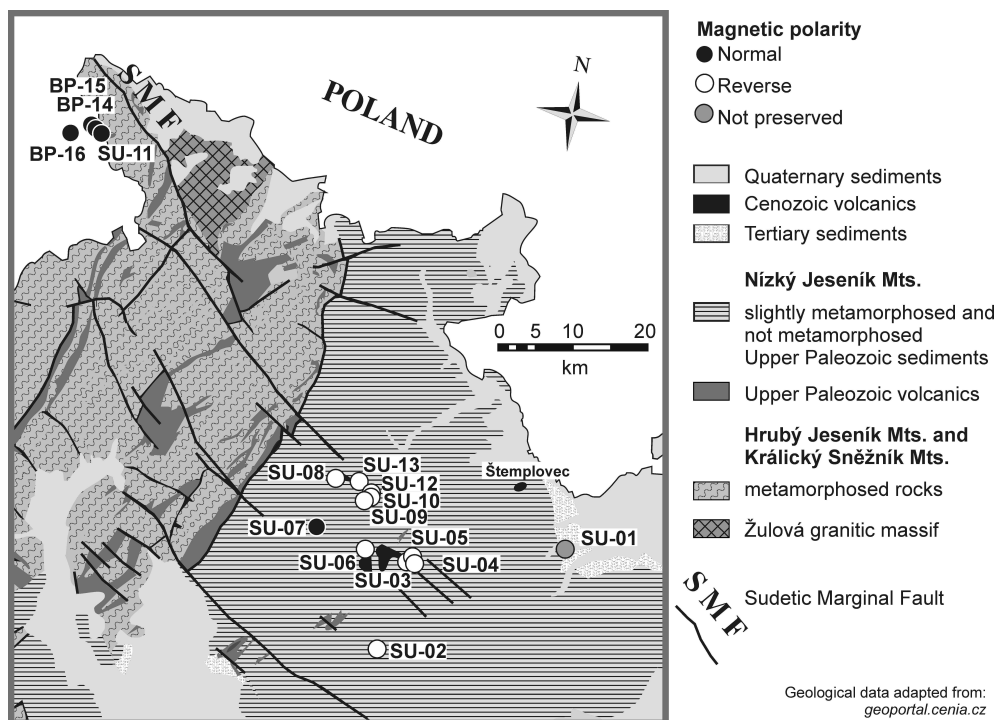 BP-15
BP-14
BP-16
SU-11
SMF
POLAND
N
0 5 10 20
km
SU-13
SU-08
SU-12
SU-10
SU-09
Štemplovec
SU-07
SU-05
SU-01
SU-06
SU-04
SU-03
SU-02
Magnetic polarity
Normal
Reverse
Not preserved
Quaternary sediments
Cenozoic volcanics
Tertiary sediments
Nízký Jeseník Mts.
slightly metamorphosed and
not metamorphosed
Upper Paleozoic sediments
Upper Paleozoic volcanics
Hrubý Jeseník Mts. and
Králický Sněžník Mts.
metamorphosed rocks
Žulová granitic massif
SMF
Sudetic Marginal Fault
Geological data adapted from:
geoportal.cenia.cz